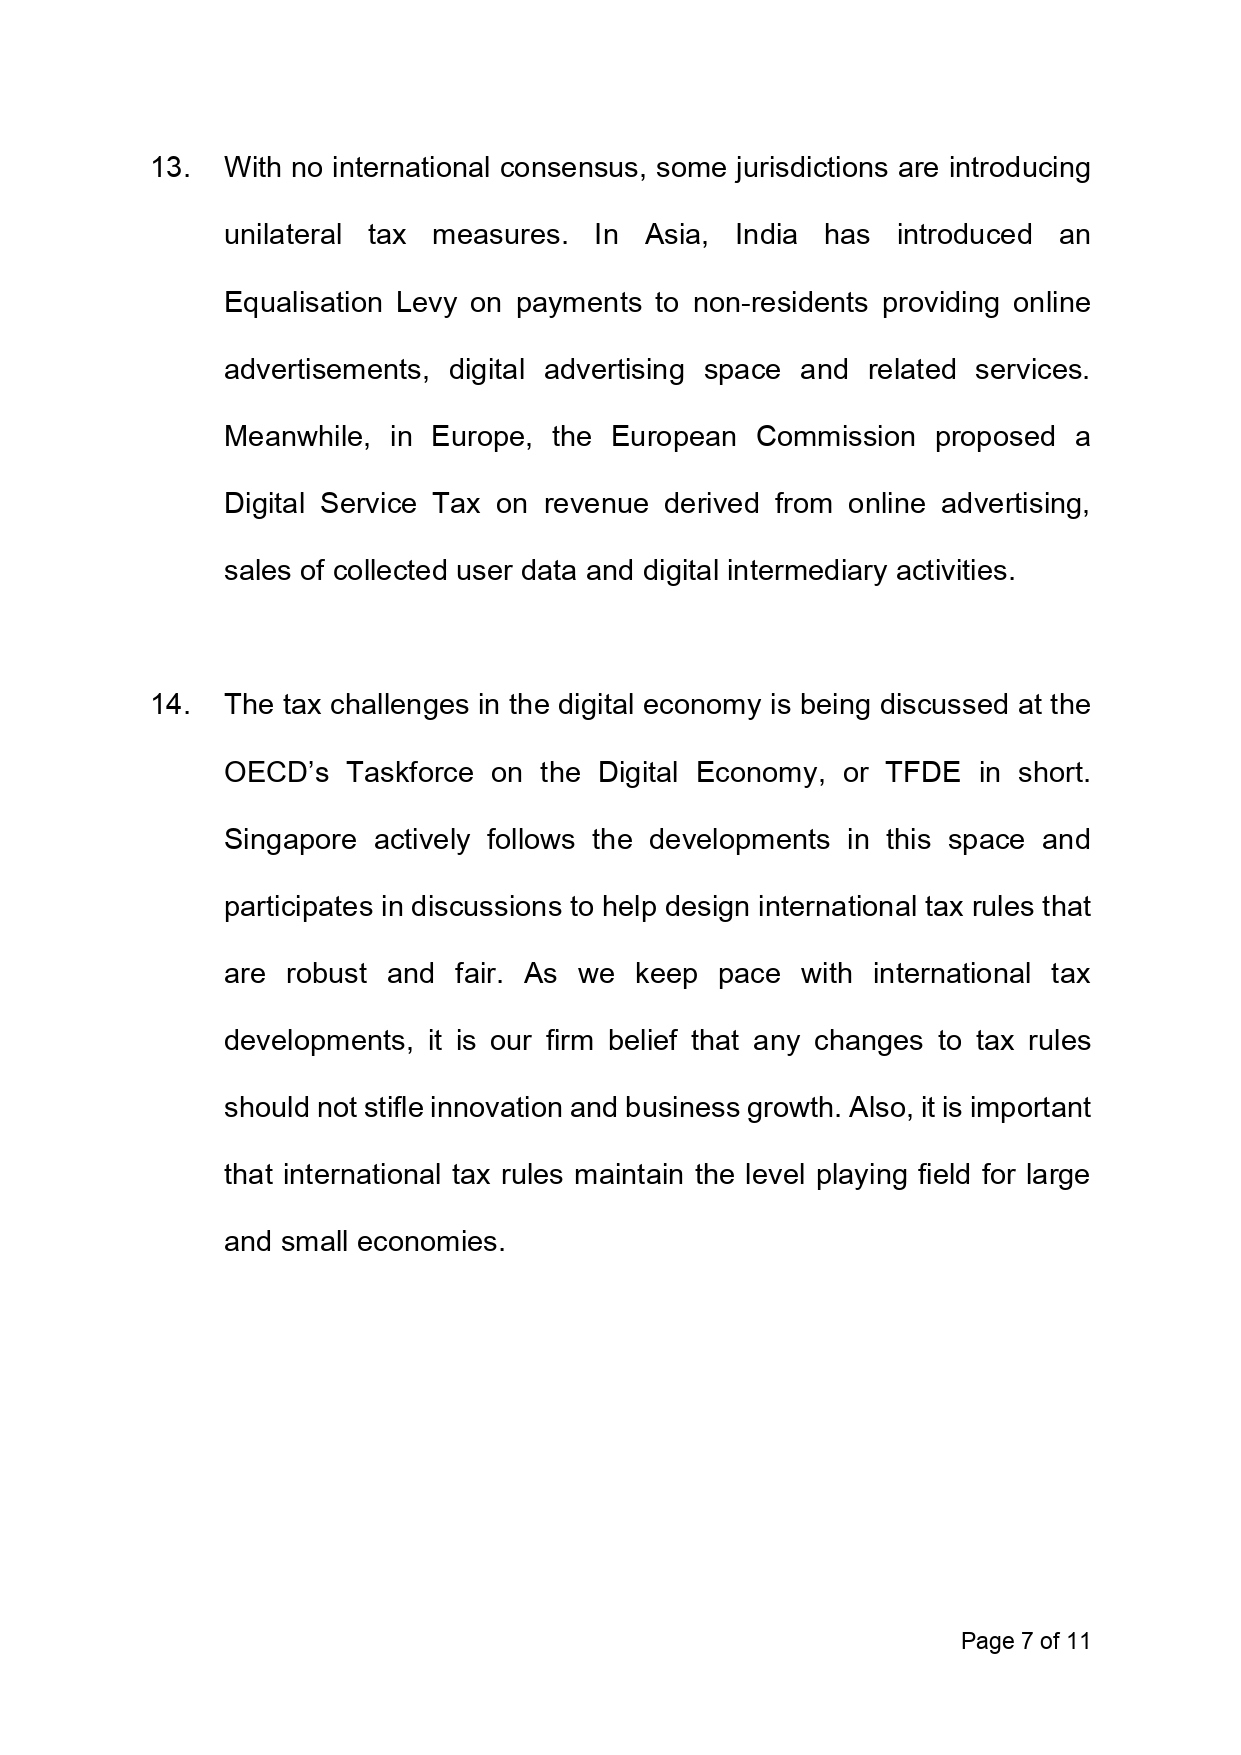 13. With no international consensus, some jurisdictions are introducing
unilateral tax measures. In Asia, India has introduced an
Equalisation Levy on payments to non-residents providing online
advertisements, digital advertising space and related services.
Meanwhile, in Europe, the European Commission proposed a
Digital Service Tax on revenue derived from online advertising,
sales of collected user data and digital intermediary activities.
14. The tax challenges in the digital economy is being discussed at the
OECD’s Taskforce on the Digital Economy, or TFDE in short.
Singapore actively follows the developments in this space and
participates in discussions to help design international tax rules that
are robust and fair. As we keep pace with international tax
developments, it is our firm belief that any changes to tax rules
should not stifle innovation and business growth. Also, it is important
that international tax rules maintain the level playing field for large
and small economies.
Page 7 of 11